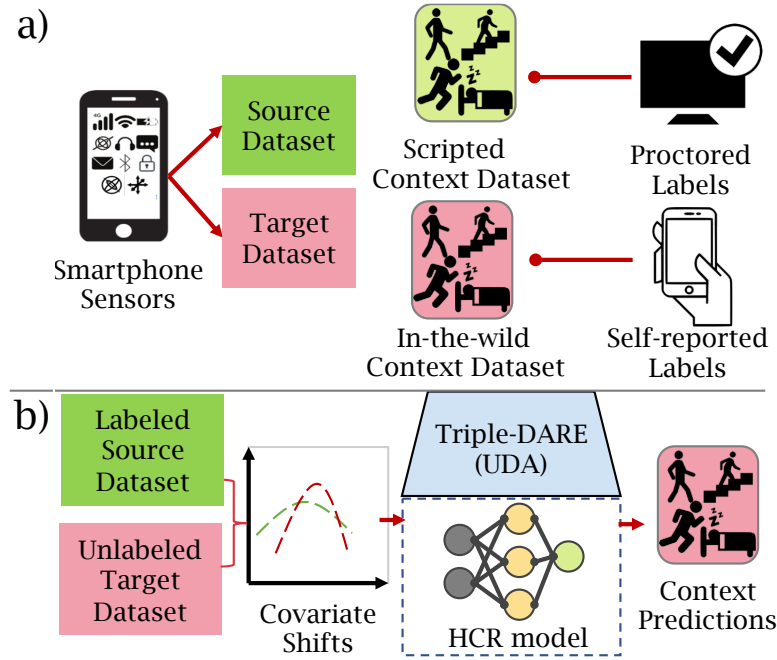 a)
4G
Source
Dataset
Target
Dataset
Smartphone
Sensors
Scripted
Context Dataset
Proctored
Labels
In-the-wild
Context Dataset
Self-reported
Labels
b)
Labeled
Source
Dataset
Unlabeled
Target
Dataset
Covariate
Shifts
Triple-DARE
(UDA)
HCR model
Context
Predictions